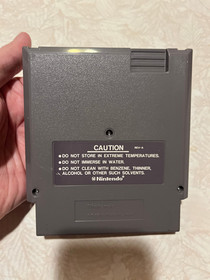 CAUTION
•DO NOT STORE IN EXTREME TEMPERATURES.
•DO NOT IMMERSE IN WATER.
•DO NOT CLEAN WITH BENZENE, THINNER,
ALCOHOL OR OTHER SUCH SOLVENTS.
Nintendo®